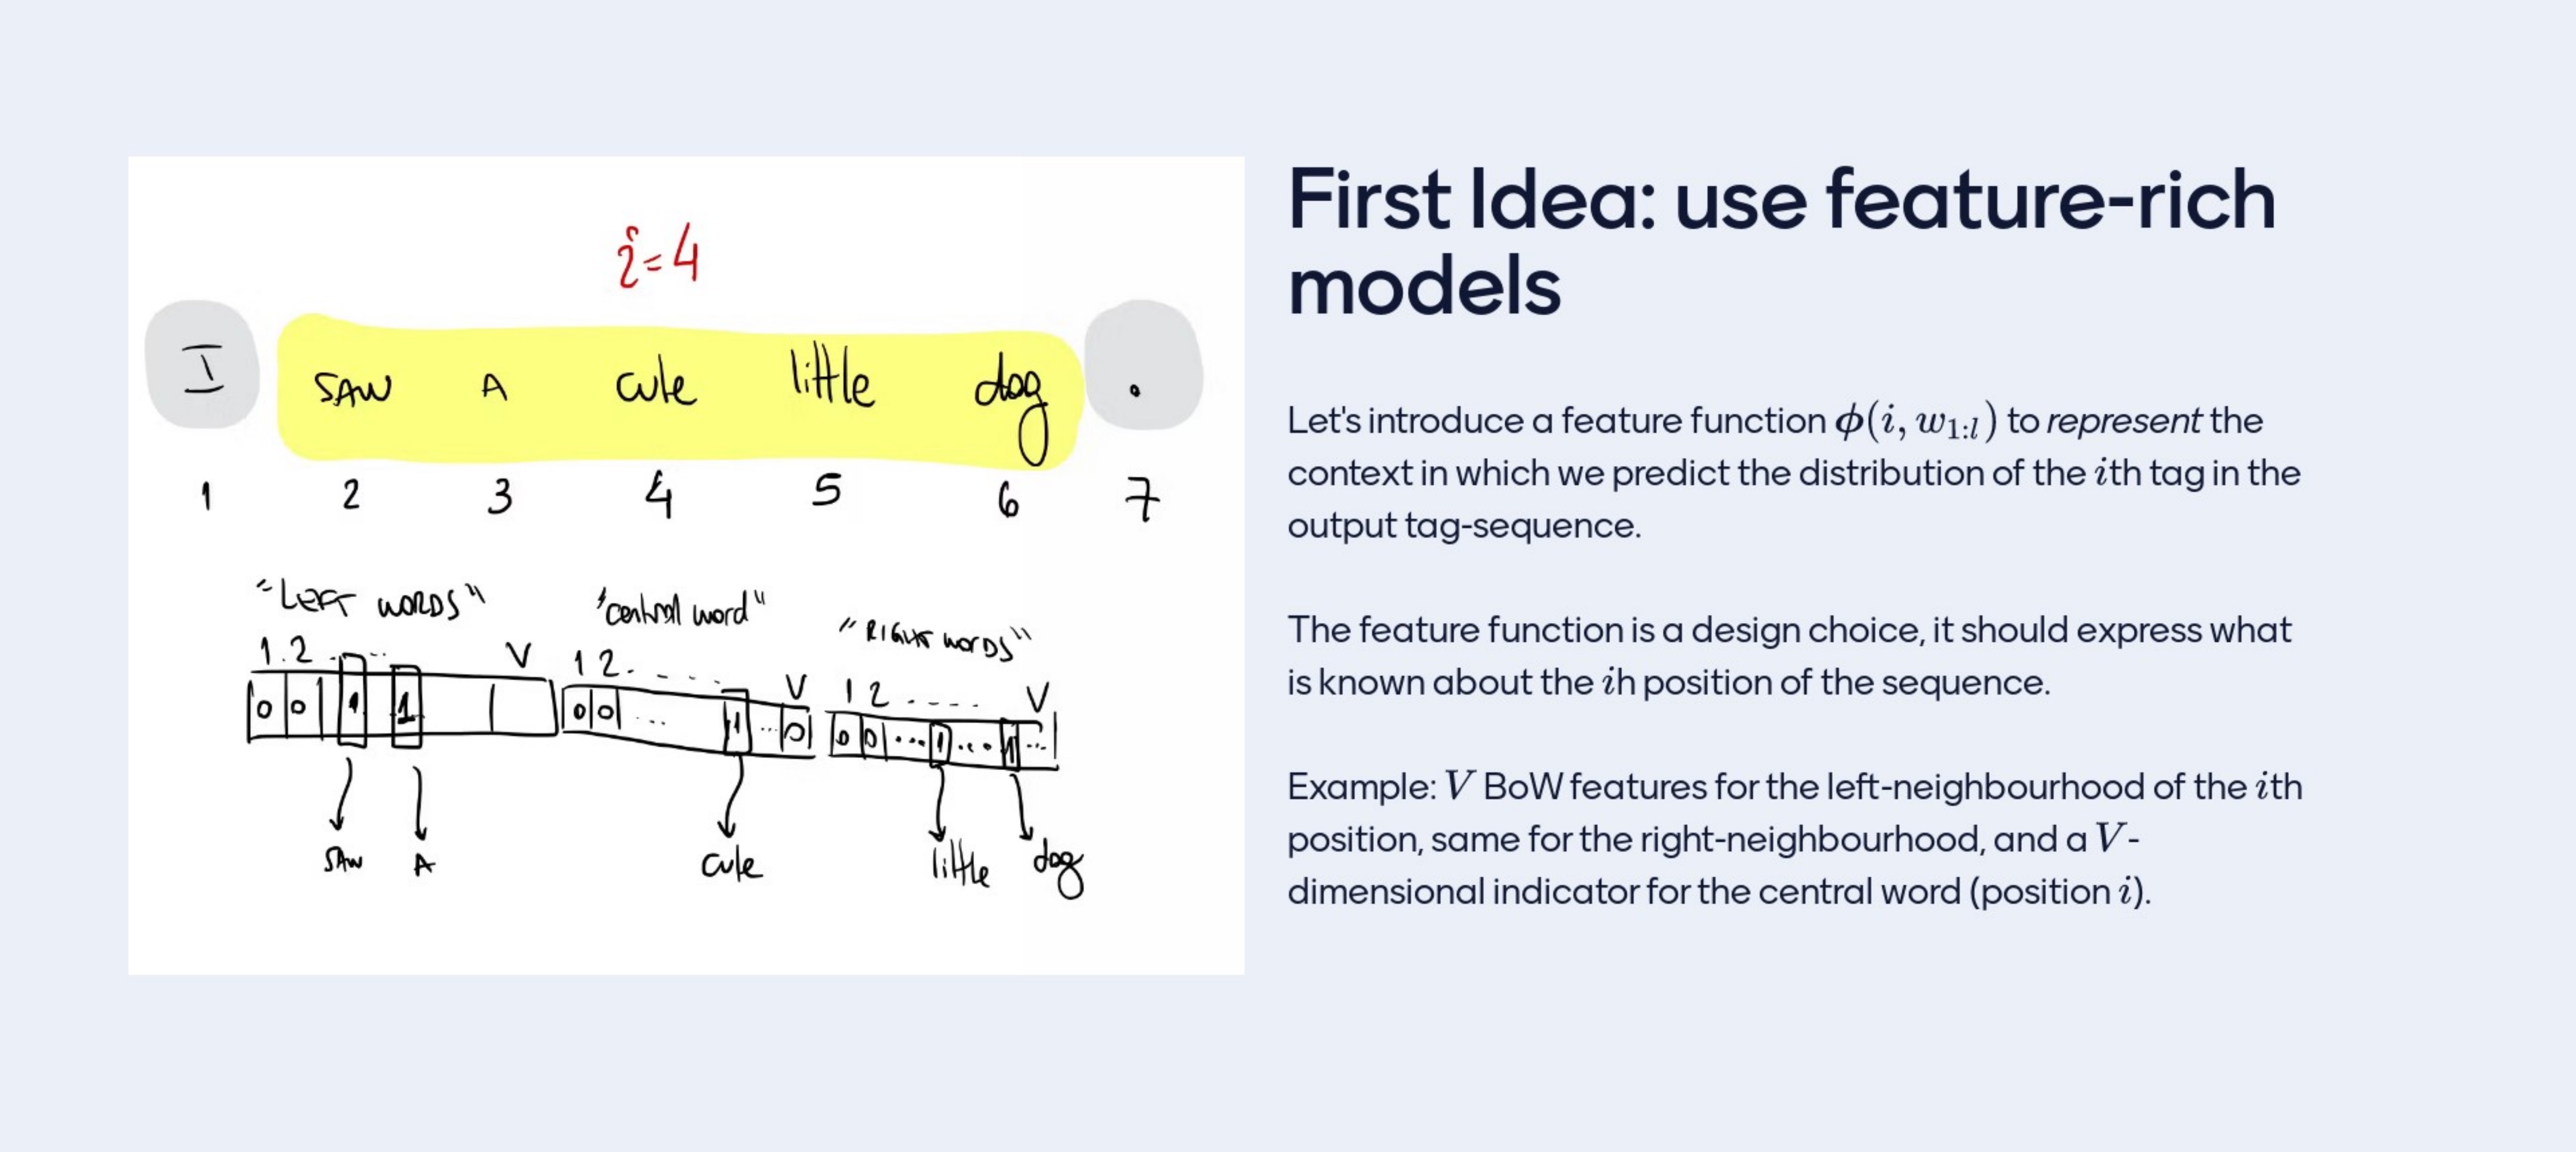 i=4
I saw A cute little dog .
1 2 3 4 5 6 7
"LEFT WORDS" "central word" "RIGHT WORDS"
1.2 ..... V 1 2 . - - - - V 1 2 ..... V
0 0 1 1 0 0 ... 1 ... 0 0 0 ... 1 ... 1 ...
SAW A cute little dog
First Idea: use feature-rich
models
Let's introduce a feature function ϕ(i, w₁:ₗ) to represent the
context in which we predict the distribution of the ith tag in the
output tag-sequence.
The feature function is a design choice, it should express what
is known about the ih position of the sequence.
Example: V BoW features for the left-neighbourhood of the ith
position, same for the right-neighbourhood, and a V-
dimensional indicator for the central word (position i).